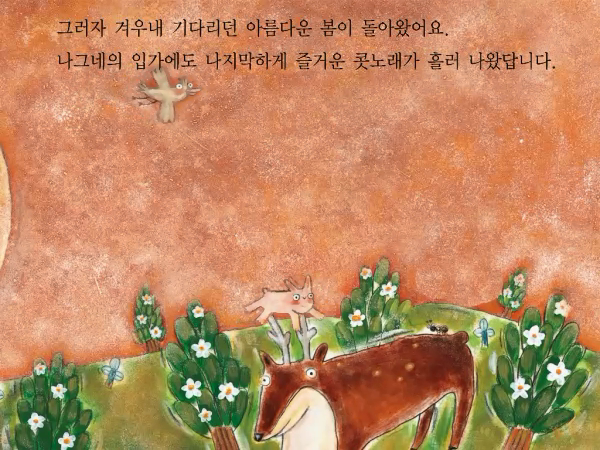 그러자 겨우내 기다리던 아름다운 봄이 돌아왔어요.
나그네의 입가에도 나지막하게 즐거운 콧노래가 흘러 나왔답니다.